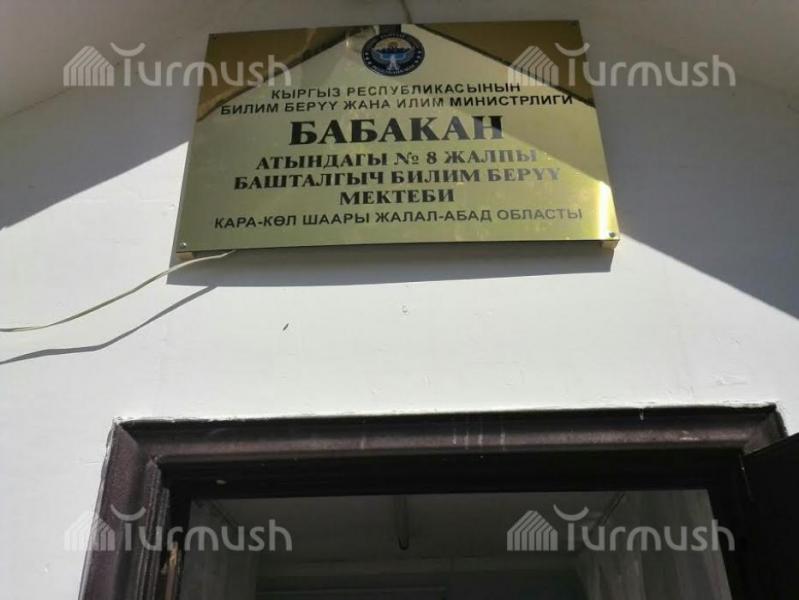 КЫРГЫЗ РЕСПУБЛИКАСЫНЫН
БИЛИМ БЕРҮҮ ЖАНА ИЛИМ МИНИСТРЛИГИ
БАБАКАН
АТЫНДАГЫ № 8 ЖАЛПЫ
БАШТАЛГЫЧ БИЛИМ БЕРҮҮ
МЕКТЕБИ
КАРА-КӨЛ ШААРЫ ЖАЛАЛ-АБАД ОБЛАСТЫ
Turmush
Turmush
Turmush
Turmush